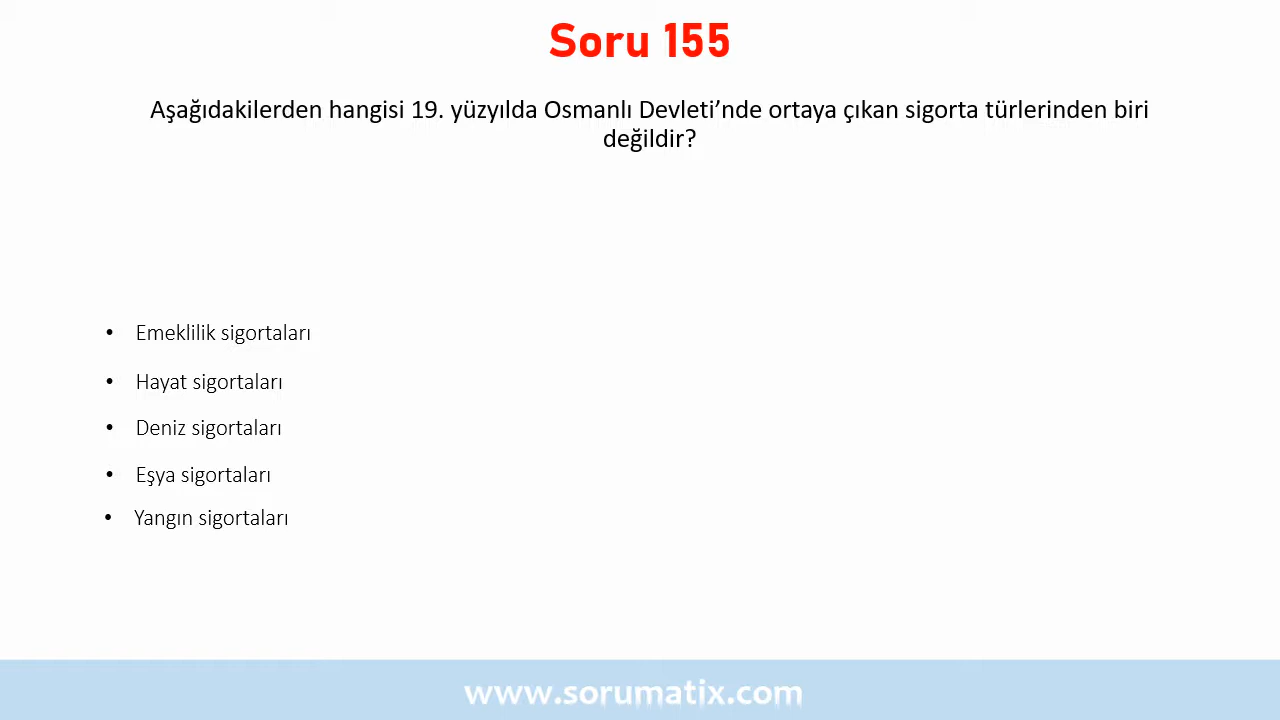 Soru 155
Aşağıdakilerden hangisi 19. yüzyılda Osmanlı Devleti’nde ortaya çıkan sigorta türlerinden biri
değildir?
• Emeklilik sigortaları
• Hayat sigortaları
• Deniz sigortaları
• Eşya sigortaları
• Yangın sigortaları
www.sorumatix.com